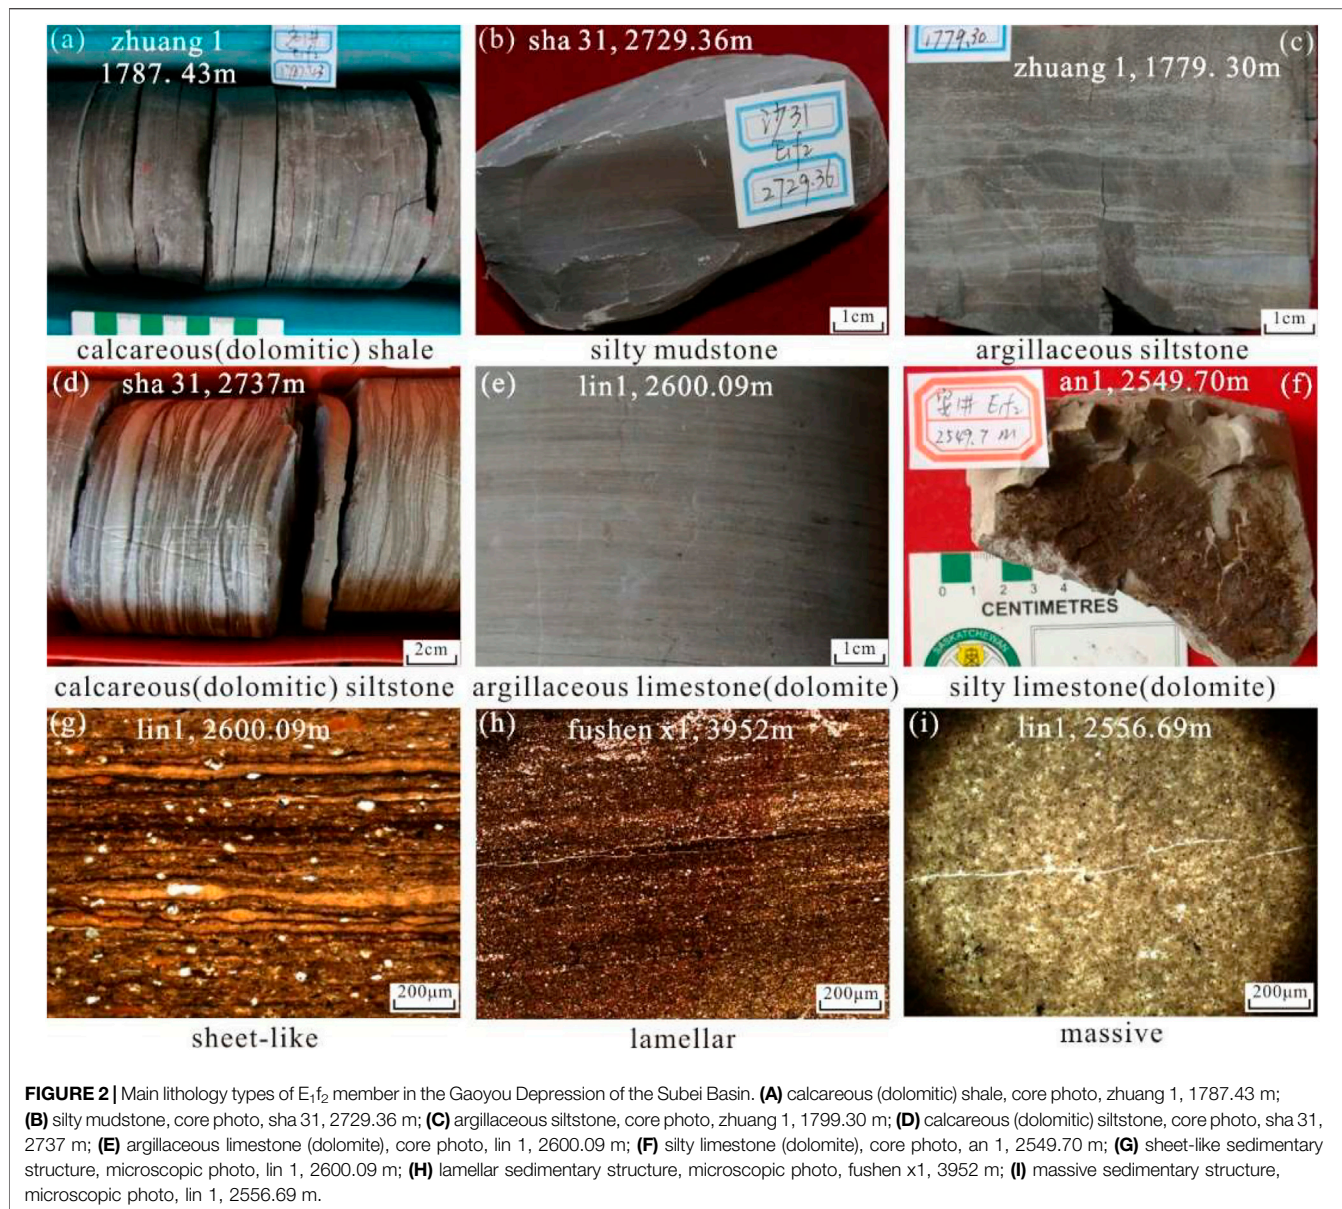 (a) zhuang 1
1787. 43m
E1f2
1787.43
calcareous(dolomitic) shale
(b) sha 31, 2729.36m
沙31
E1f2
2729.36
1cm
silty mudstone
1779.30
(c)
zhuang 1, 1779. 30m
1cm
argillaceous siltstone
(d) sha 31, 2737m
2cm
calcareous(dolomitic) siltstone
(e) lin1, 2600.09m
1cm
argillaceous limestone(dolomite)
an1, 2549.70m
(f)
安1井 E1f2
2549.7 m
0 1 2 3 4
CENTIMETRES
SASKATCHEWAN
silty limestone(dolomite)
(g) lin1, 2600.09m
200μm
sheet-like
(h) fushen x1, 3952m
200μm
lamellar
(i) lin1, 2556.69m
200μm
massive
FIGURE 2 | Main lithology types of E₁f₂ member in the Gaoyou Depression of the Subei Basin. (A) calcareous (dolomitic) shale, core photo, zhuang 1, 1787.43 m;
(B) silty mudstone, core photo, sha 31, 2729.36 m; (C) argillaceous siltstone, core photo, zhuang 1, 1799.30 m; (D) calcareous (dolomitic) siltstone, core photo, sha 31,
2737 m; (E) argillaceous limestone (dolomite), core photo, lin 1, 2600.09 m; (F) silty limestone (dolomite), core photo, an 1, 2549.70 m; (G) sheet-like sedimentary
structure, microscopic photo, lin 1, 2600.09 m; (H) lamellar sedimentary structure, microscopic photo, fushen x1, 3952 m; (I) massive sedimentary structure,
microscopic photo, lin 1, 2556.69 m.